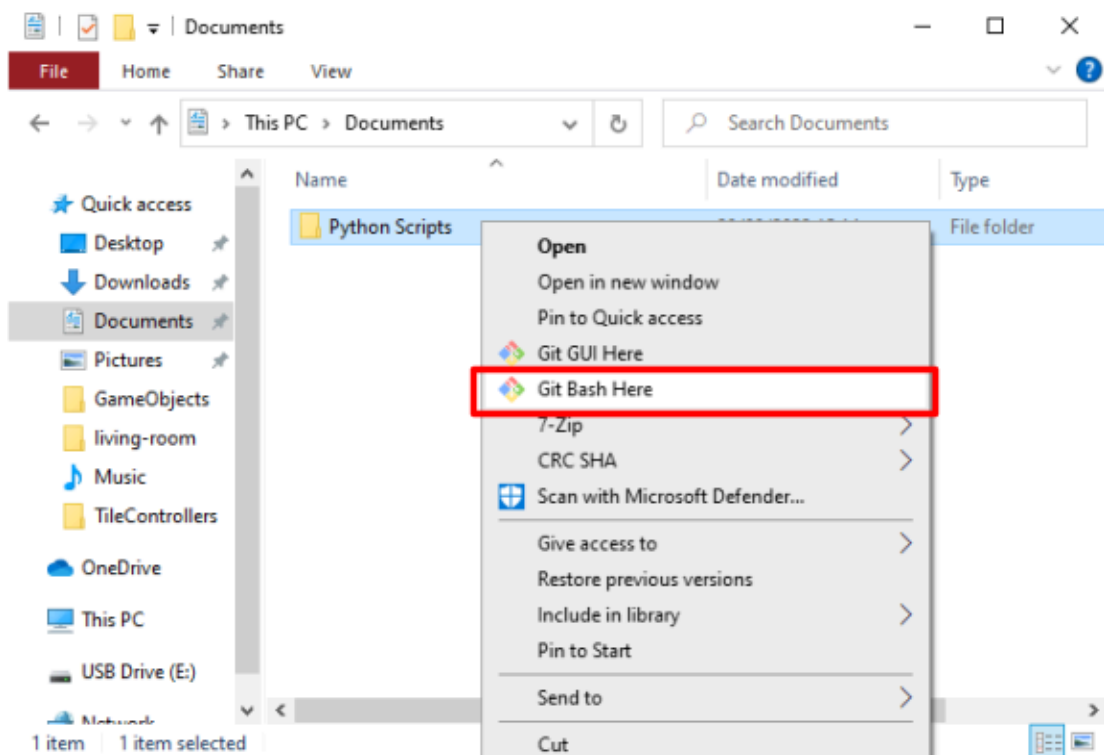 Documents
File Home Share View
This PC > Documents
Search Documents
Name Date modified Type
Quick access
Desktop
Downloads
Documents
Pictures
GameObjects
living-room
Music
TileControllers
OneDrive
This PC
USB Drive (E:)
Network
Python Scripts File folder
Open
Open in new window
Pin to Quick access
Git GUI Here
Git Bash Here
7-Zip
CRC SHA
Scan with Microsoft Defender...
Give access to
Restore previous versions
Include in library
Pin to Start
Send to
Cut
1 item 1 item selected